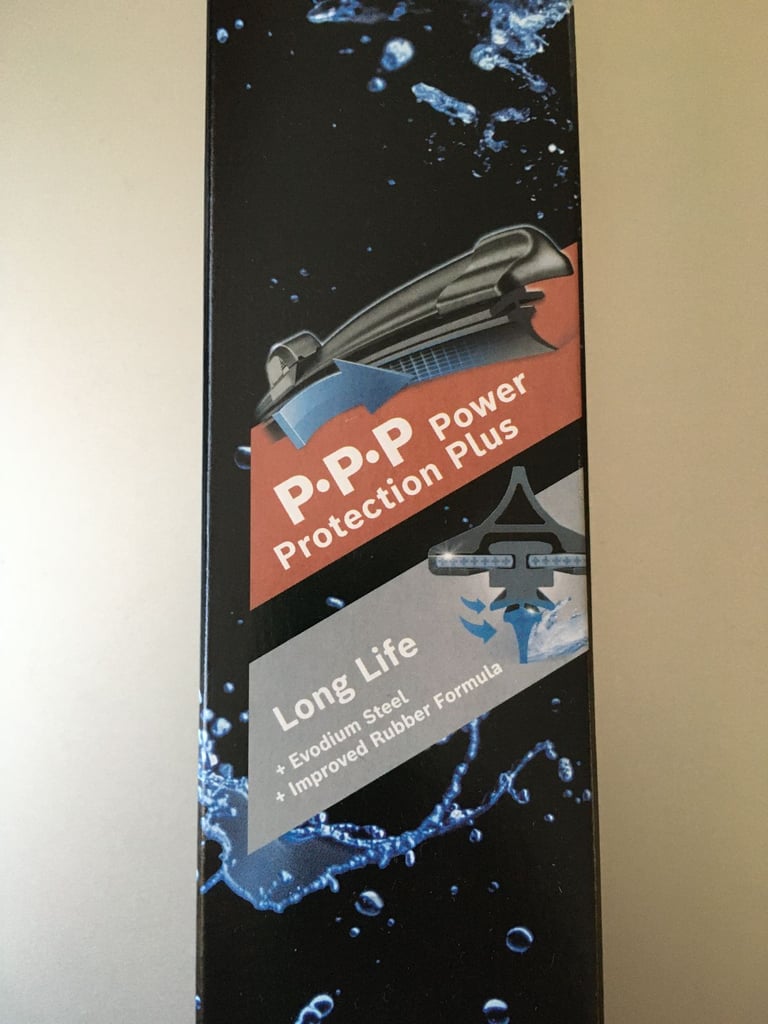 P·P·P Power
Protection Plus
Long Life
+ Evodium Steel
+ Improved Rubber Formula